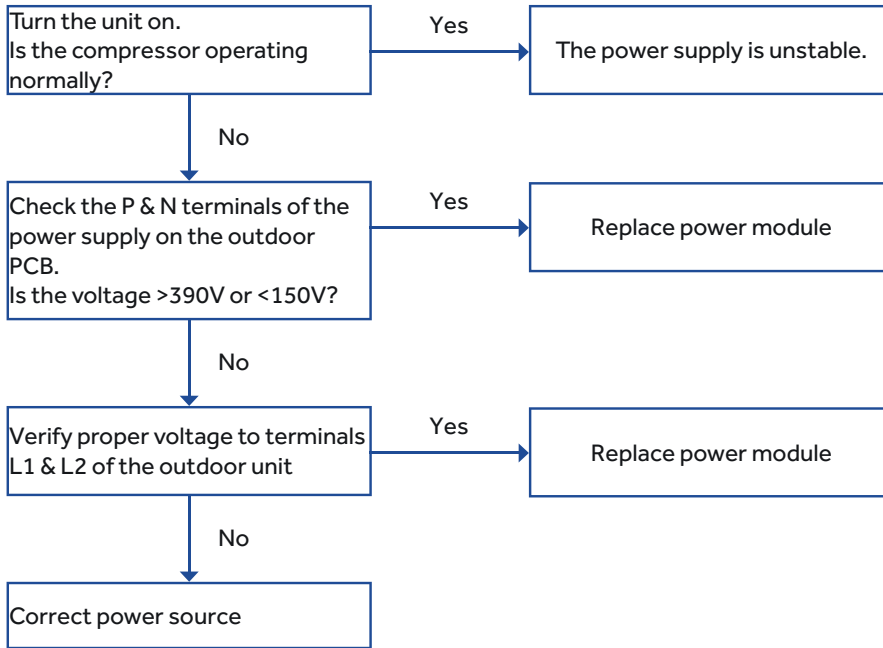 Turn the unit on.
Is the compressor operating
normally?
Yes
The power supply is unstable.
No
Check the P & N terminals of the
power supply on the outdoor
PCB.
Is the voltage >390V or <150V?
Yes
Replace power module
No
Verify proper voltage to terminals
L1 & L2 of the outdoor unit
Yes
Replace power module
No
Correct power source